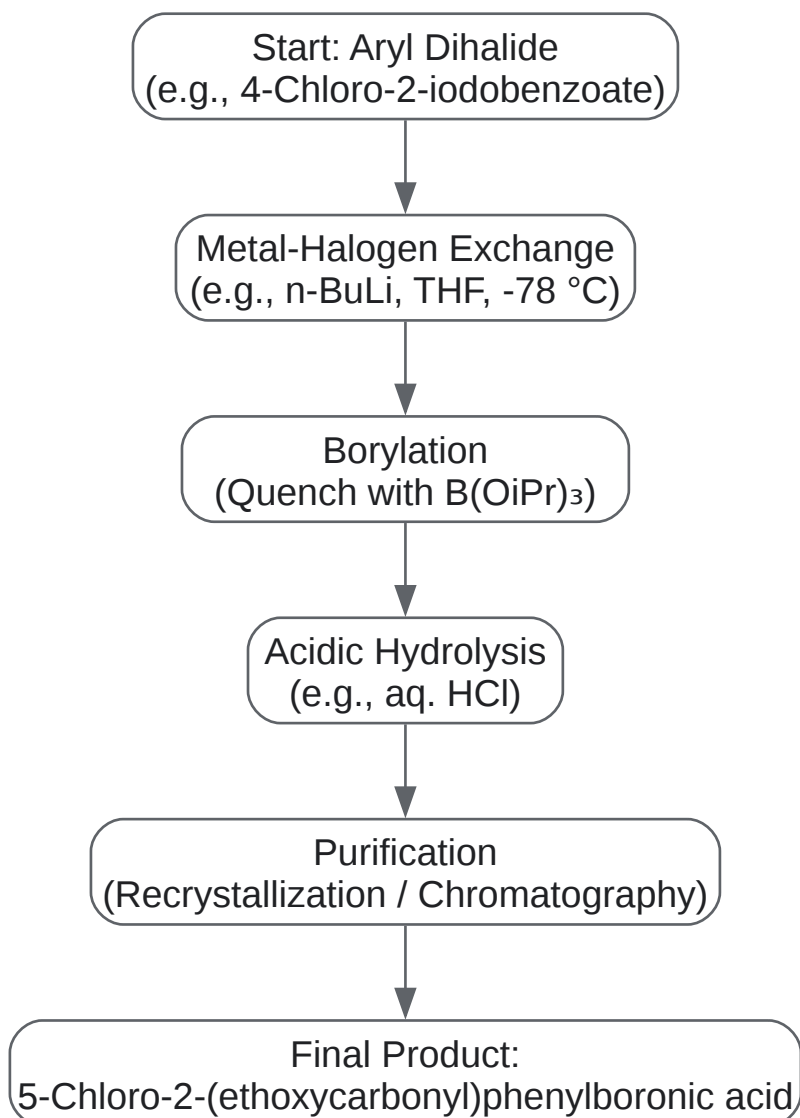 Start: Aryl Dihalide
(e.g., 4-Chloro-2-iodobenzoate)
Metal-Halogen Exchange
(e.g., n-BuLi, THF, -78 °C)
Borylation
(Quench with B(OiPr)₃)
Acidic Hydrolysis
(e.g., aq. HCl)
Purification
(Recrystallization / Chromatography)
Final Product:
5-Chloro-2-(ethoxycarbonyl)phenylboronic acid